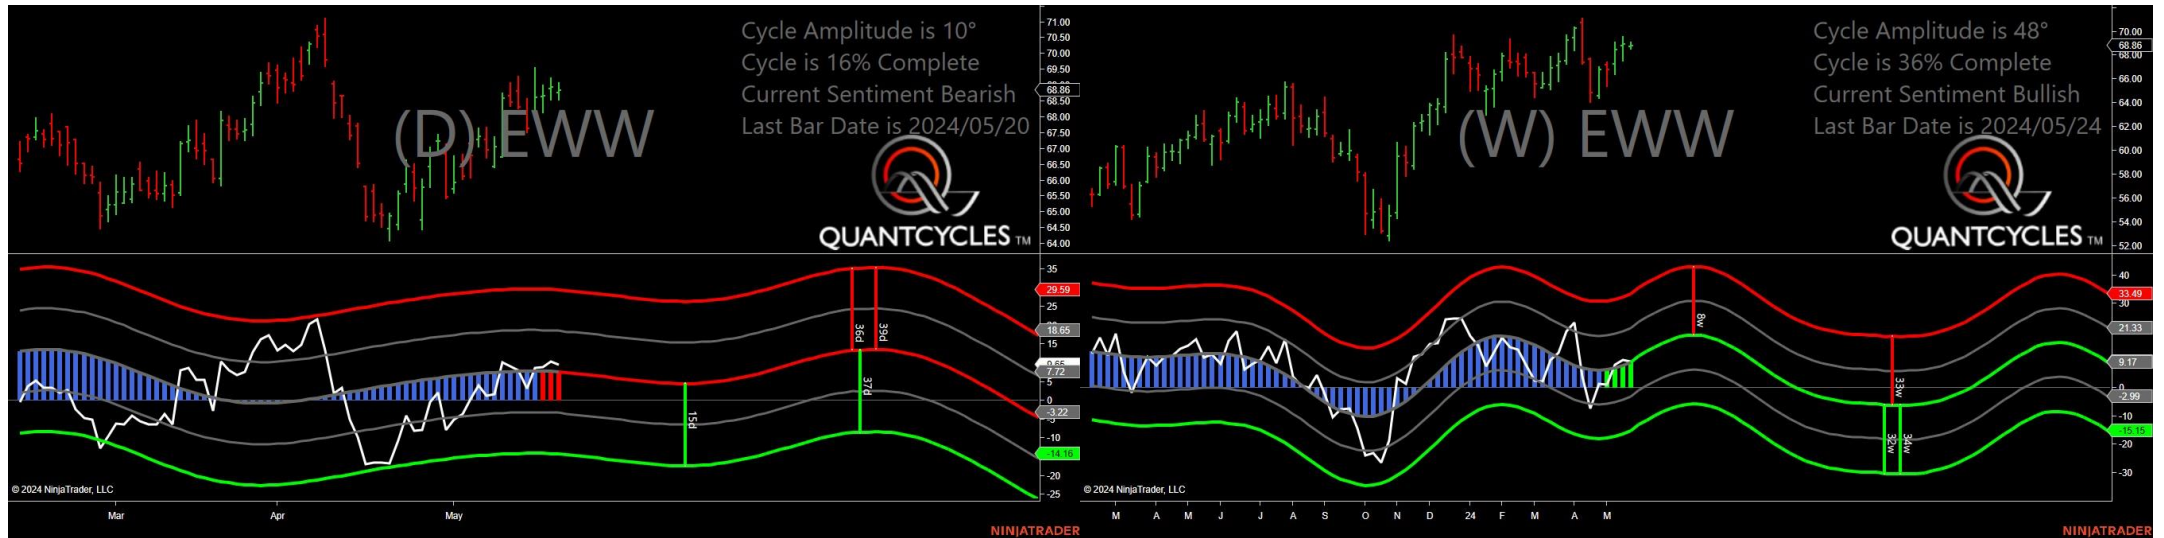 Cycle Amplitude is 10°
Cycle is 16% Complete
Current Sentiment Bearish
Last Bar Date is 2024/05/20
(D) EWW
QUANTCYCLES TM
71.00
70.50
70.00
69.50
68.86
68.50
68.00
67.50
67.00
66.50
66.00
65.50
65.00
64.50
64.00
35
29.59
25
18.65
15
7.72
5
0
-3.22
-10
-14.16
-20
-25
15d
36d
37d
39d
© 2024 NinjaTrader, LLC
Mar Apr May
NINJATRADER
Cycle Amplitude is 48°
Cycle is 36% Complete
Current Sentiment Bullish
Last Bar Date is 2024/05/24
(W) EWW
QUANTCYCLES TM
70.00
68.86
66.00
64.00
62.00
60.00
58.00
56.00
54.00
52.00
40
33.49
30
21.33
9.17
0
-2.99
-10
-15.15
-20
-30
8w
33w
32w
34w
© 2024 NinjaTrader, LLC
M A M J J A S O N D 24 F M A M
NINJATRADER